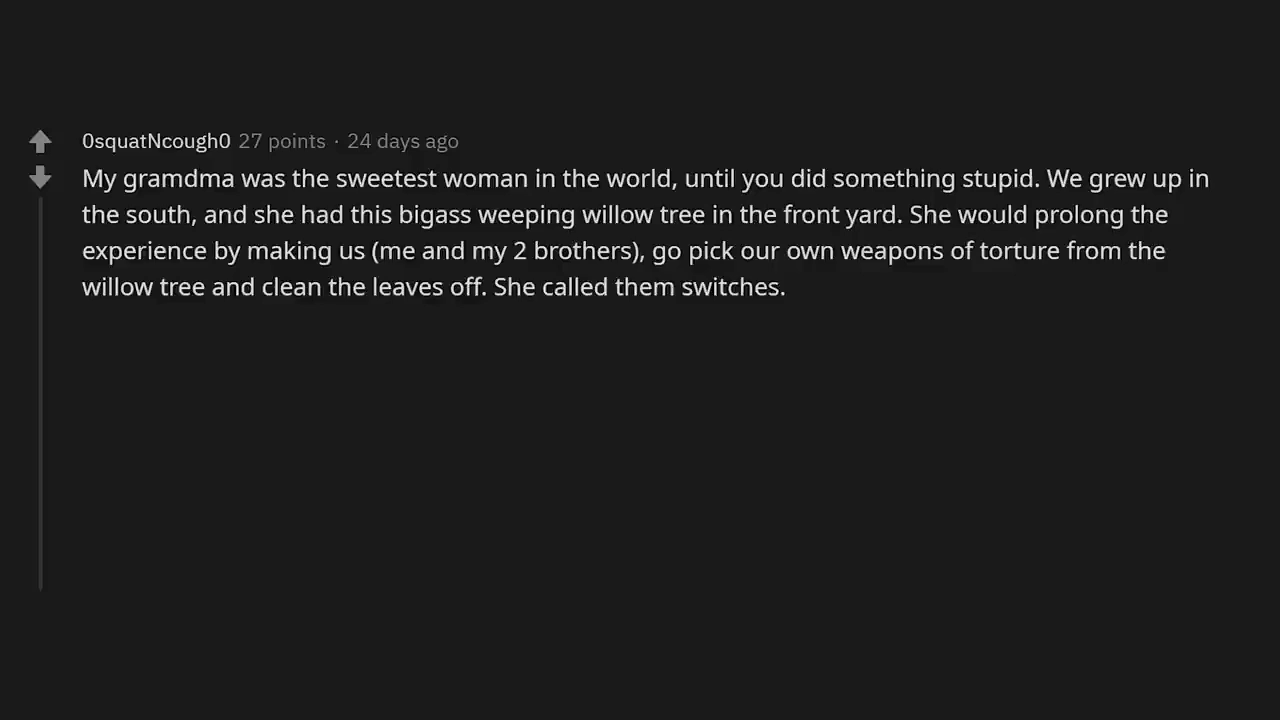 0squatNcough0 27 points · 24 days ago
My gramdma was the sweetest woman in the world, until you did something stupid. We grew up in
the south, and she had this bigass weeping willow tree in the front yard. She would prolong the
experience by making us (me and my 2 brothers), go pick our own weapons of torture from the
willow tree and clean the leaves off. She called them switches.